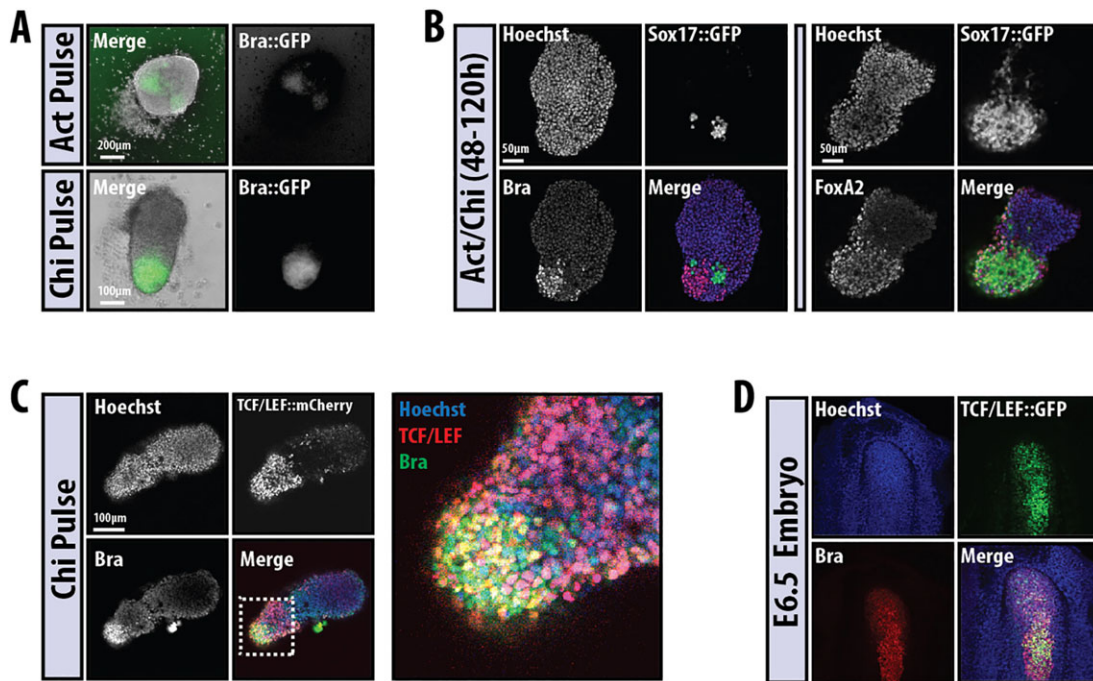 A
Act Pulse
Merge
200µm
Bra::GFP
Chi Pulse
Merge
100µm
Bra::GFP
B
Act/Chi (48-120h)
Hoechst
50µm
Sox17::GFP
Bra
Merge
Hoechst
50µm
Sox17::GFP
FoxA2
Merge
C
Chi Pulse
Hoechst
100µm
TCF/LEF::mCherry
Bra
Merge
Hoechst
TCF/LEF
Bra
D
E6.5 Embryo
Hoechst
TCF/LEF::GFP
Bra
Merge